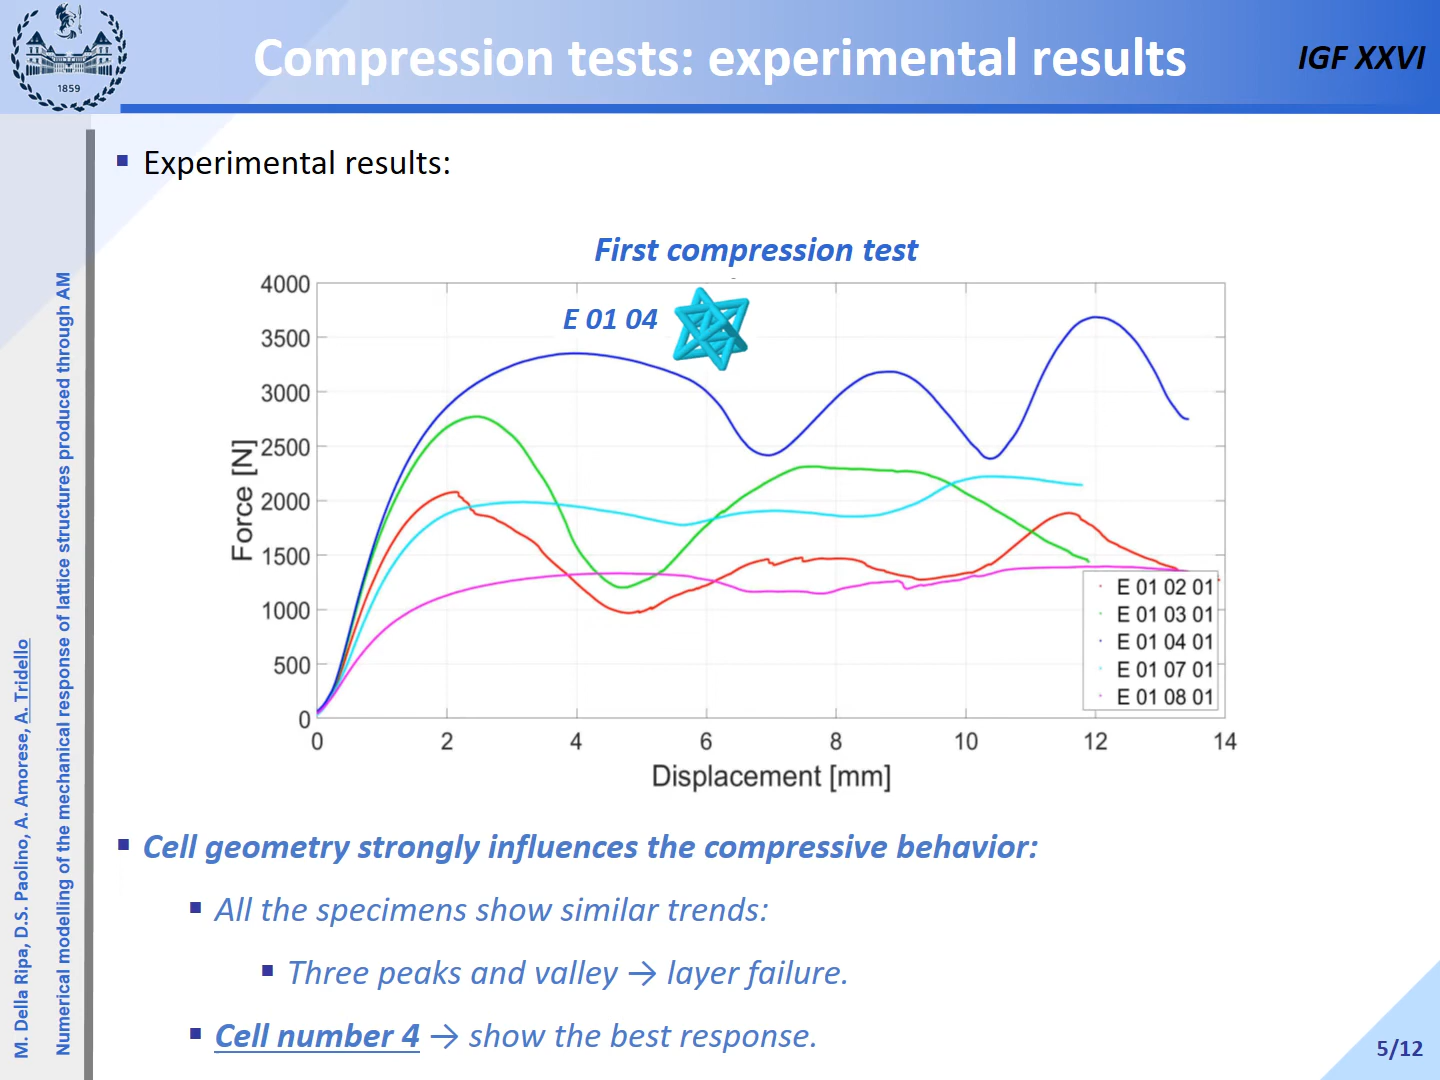 1859
Compression tests: experimental results
IGF XXVI
M. Della Ripa, D.S. Paolino, A. Amorese, A. Tridello
Numerical modelling of the mechanical response of lattice structures produced through AM
▪ Experimental results:
First compression test
E 01 04
Force [N]
4000
3500
3000
2500
2000
1500
1000
500
0
0 2 4 6 8 10 12 14
Displacement [mm]
E 01 02 01
E 01 03 01
E 01 04 01
E 01 07 01
E 01 08 01
▪ Cell geometry strongly influences the compressive behavior:
▪ All the specimens show similar trends:
▪ Three peaks and valley → layer failure.
▪ Cell number 4 → show the best response.
5/12